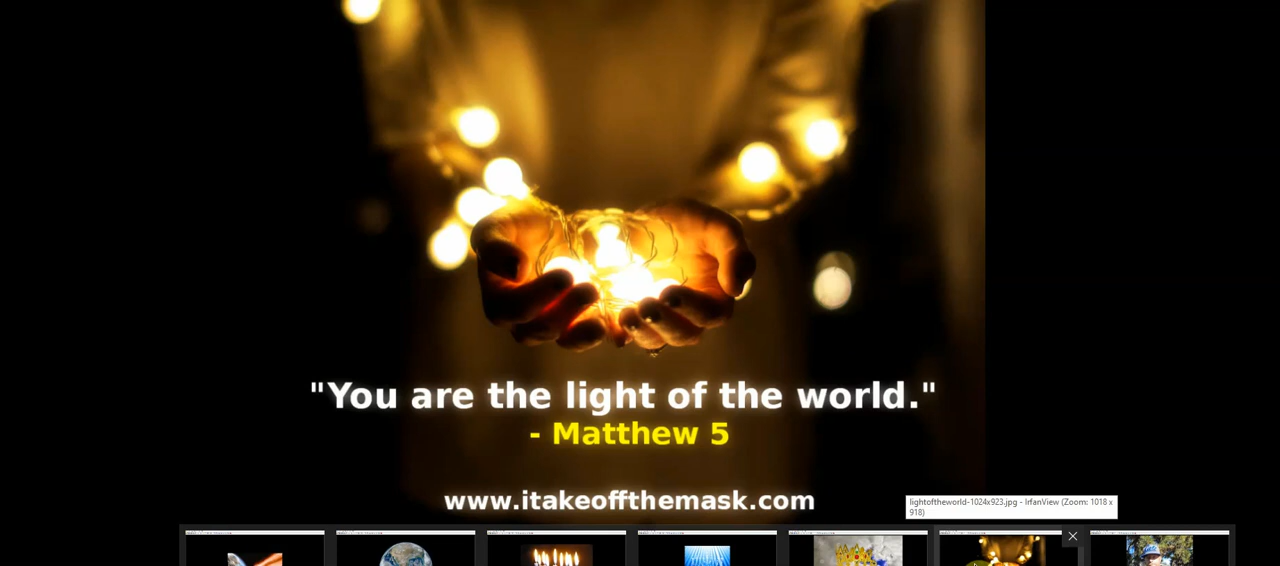 "You are the light of the world."
- Matthew 5
www.itakeoffthemask.com
lightoftheworld-1024x923.jpg - IrfanView (Zoom: 1018 x
918)